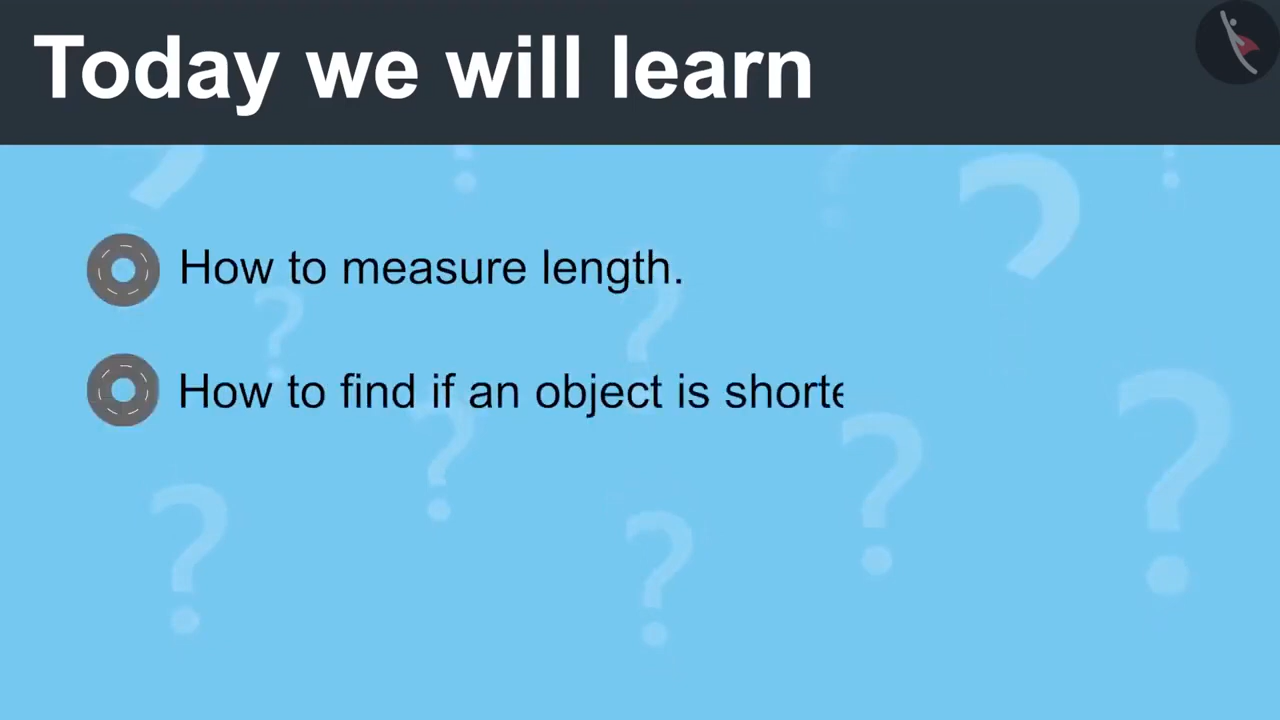 Today we will learn
How to measure length.
How to find if an object is shorte